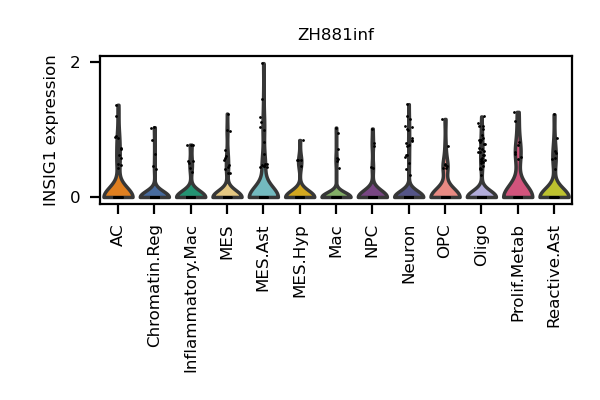 ZH881inf
INSIG1 expression
2
0
AC
Chromatin.Reg
Inflammatory.Mac
MES
MES.Ast
MES.Hyp
Mac
NPC
Neuron
OPC
Oligo
Prolif.Metab
Reactive.Ast